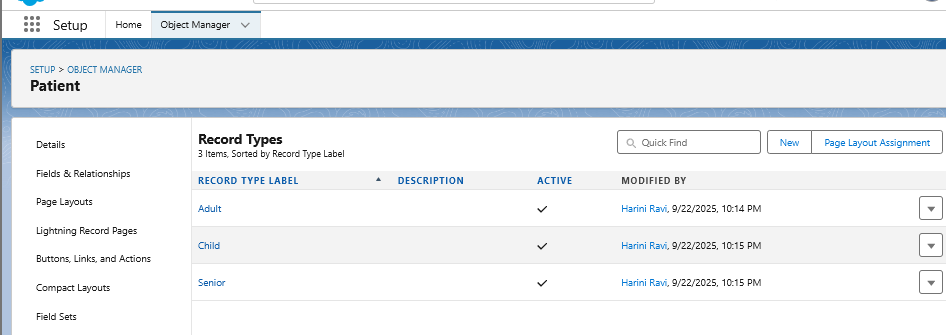 Setup
Home
Object Manager
SETUP > OBJECT MANAGER
Patient
Details
Fields & Relationships
Page Layouts
Lightning Record Pages
Buttons, Links, and Actions
Compact Layouts
Field Sets
Record Types
3 Items, Sorted by Record Type Label
Quick Find
New
Page Layout Assignment
RECORD TYPE LABEL DESCRIPTION ACTIVE MODIFIED BY
Adult Harini Ravi, 9/22/2025, 10:14 PM
Child Harini Ravi, 9/22/2025, 10:15 PM
Senior Harini Ravi, 9/22/2025, 10:15 PM